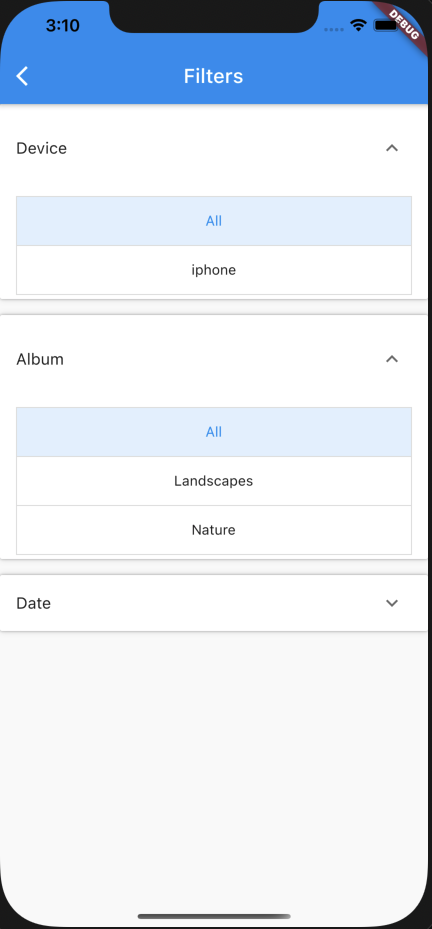 3:10
DEBUG
Filters
Device
All
iphone
Album
All
Landscapes
Nature
Date